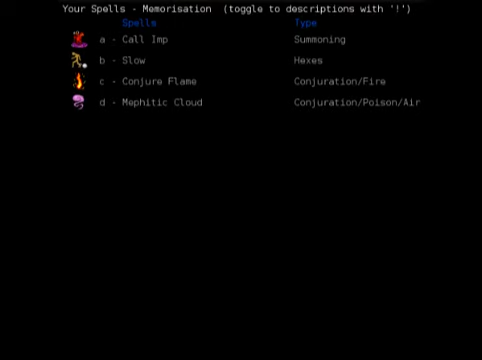 Your Spells - Memorisation (toggle to descriptions with '!')
Spells Type
a - Call Imp Summoning
b - Slow Hexes
c - Conjure Flame Conjuration/Fire
d - Mephitic Cloud Conjuration/Poison/Air